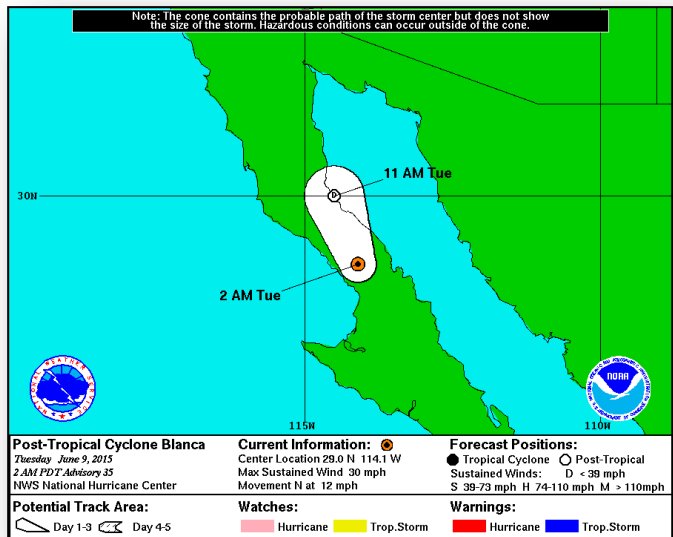 Note: The cone contains the probable path of the storm center but does not show
the size of the storm. Hazardous conditions can occur outside of the cone.
11 AM Tue
30N
D
2 AM Tue
NATIONAL WEATHER SERVICE
NOAA
115W
110W
Post-Tropical Cyclone Blanca
Tuesday June 9, 2015
2 AM PDT Advisory 35
NWS National Hurricane Center
Current Information:
Center Location 29.0 N 114.1 W
Max Sustained Wind 30 mph
Movement N at 12 mph
Forecast Positions:
Tropical Cyclone Post-Tropical
Sustained Winds: D < 39 mph
S 39-73 mph H 74-110 mph M > 110mph
Potential Track Area:
Day 1-3 Day 4-5
Watches:
Hurricane Trop.Storm
Warnings:
Hurricane Trop.Storm